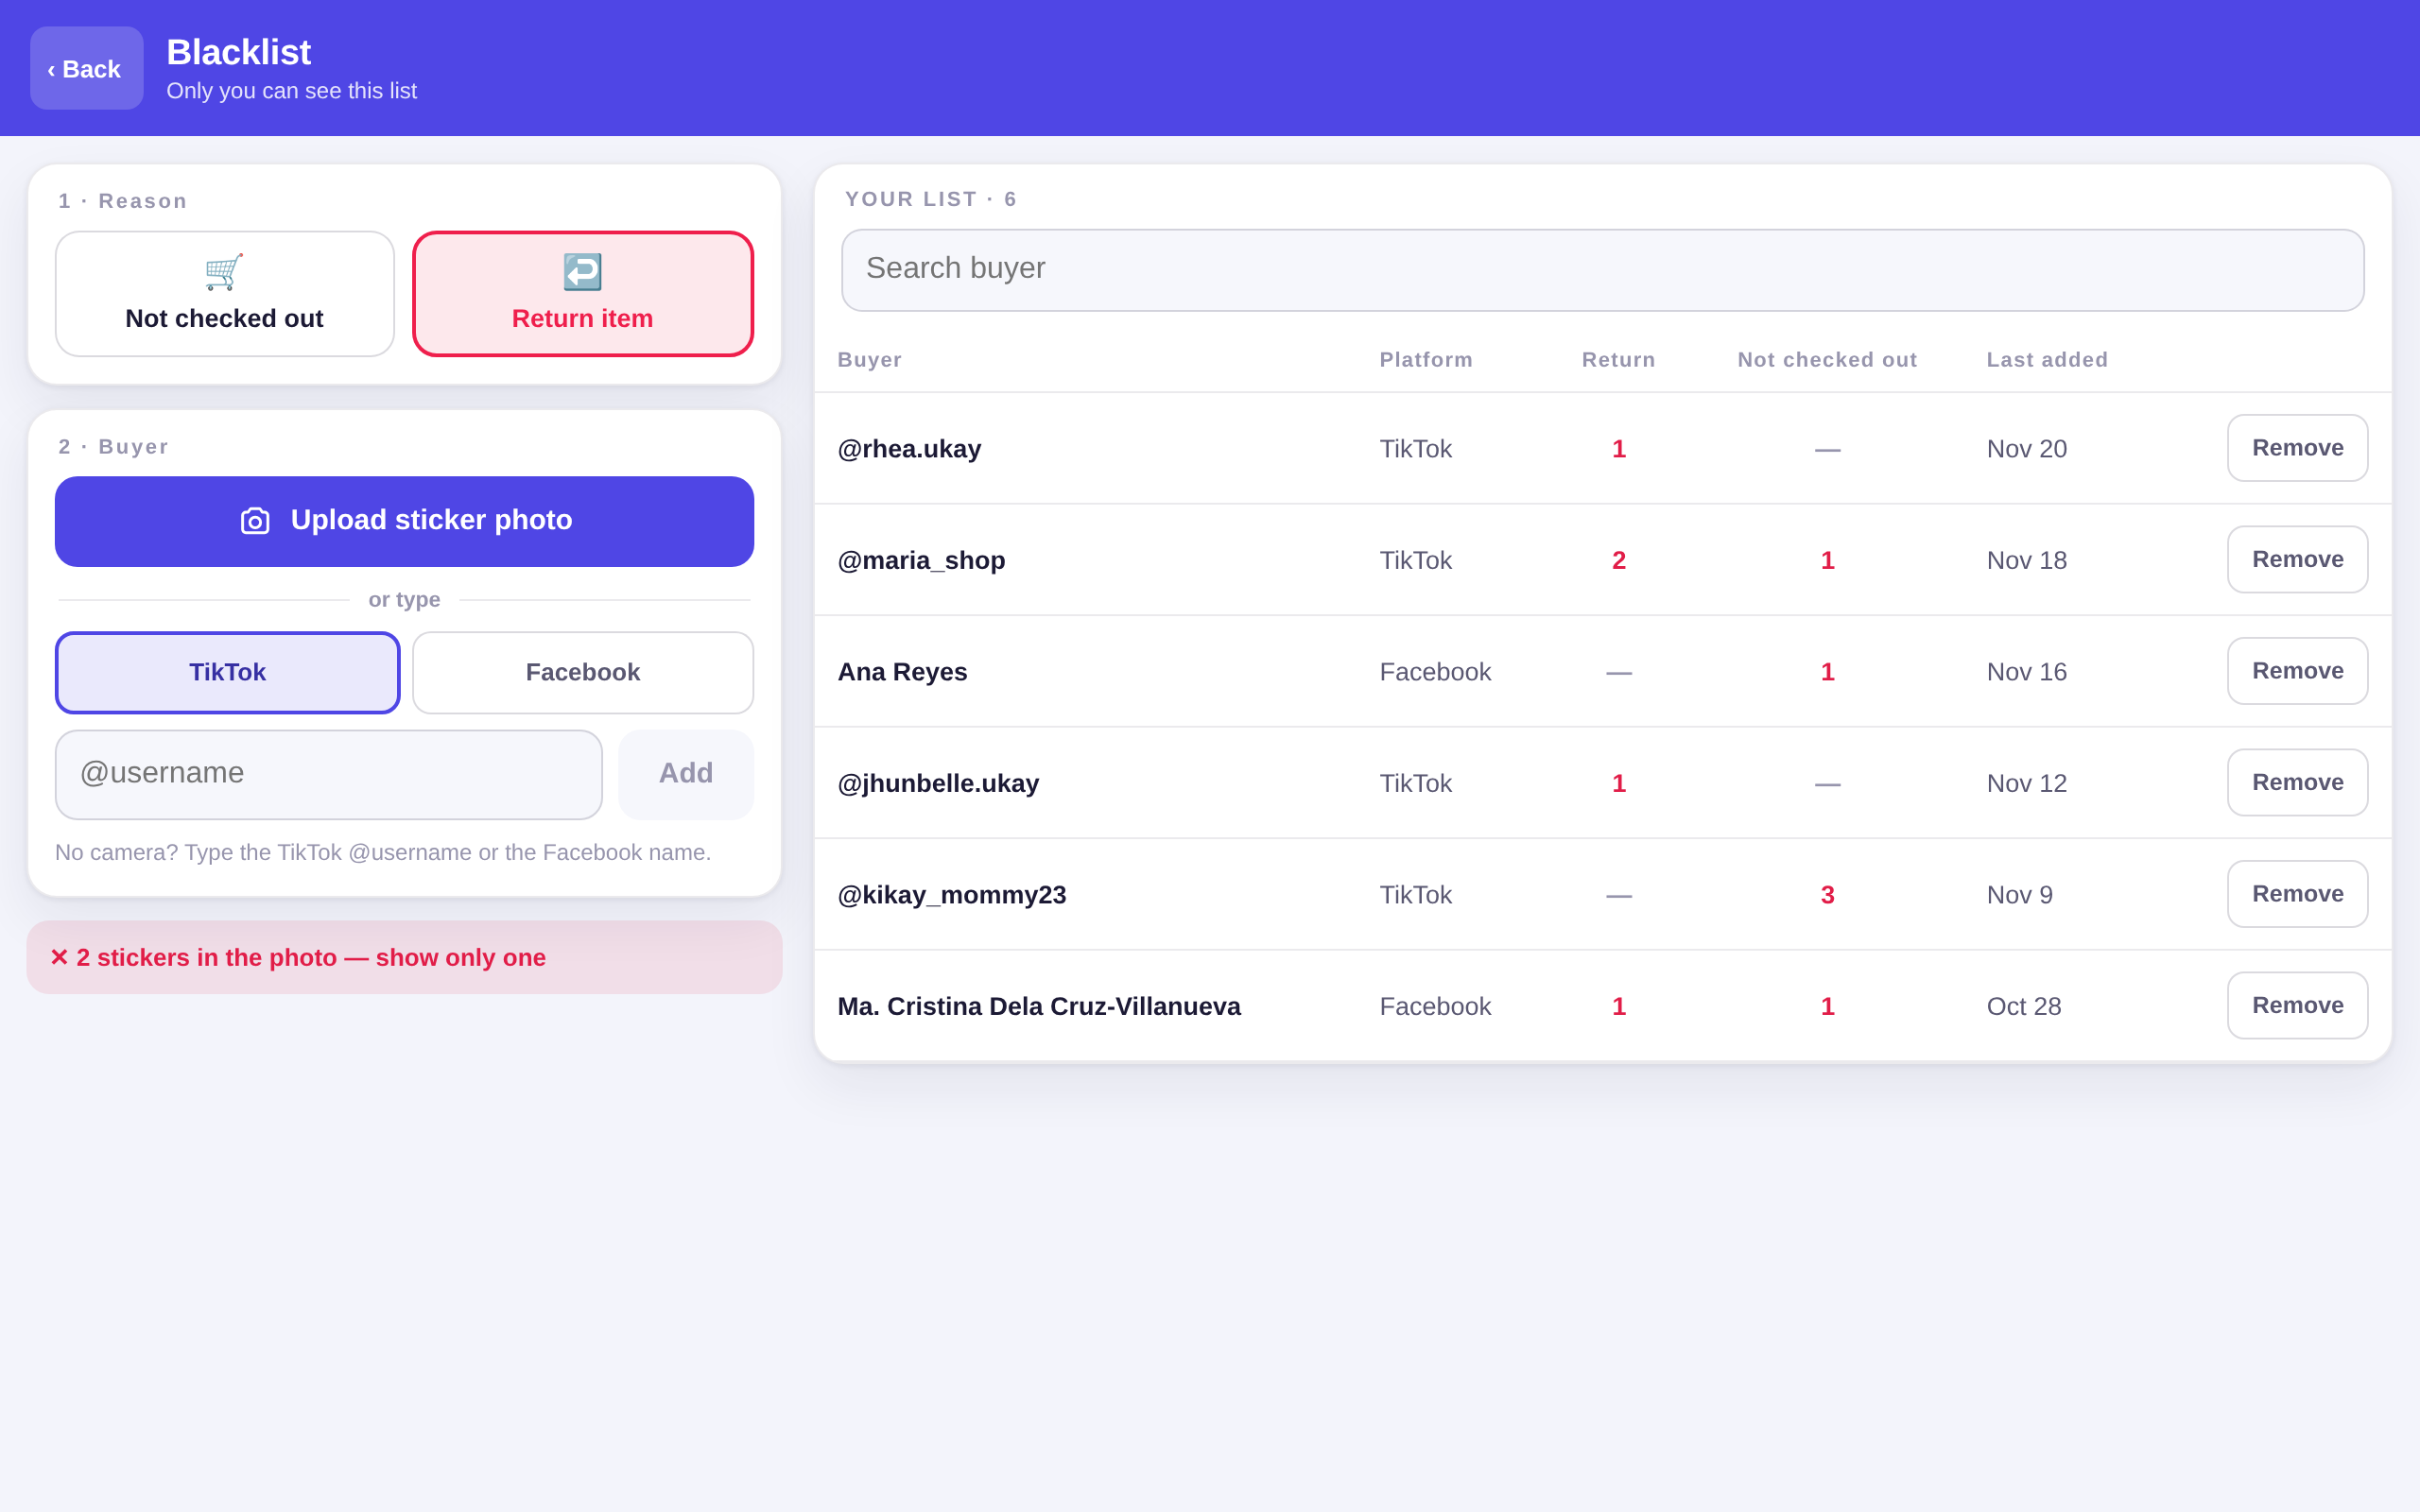 ‹ Back
Blacklist
Only you can see this list
1 · Reason
Not checked out
Return item
2 · Buyer
Upload sticker photo
or type
TikTok
Facebook
@username
Add
No camera? Type the TikTok @username or the Facebook name.
✕ 2 stickers in the photo — show only one
YOUR LIST · 6
Search buyer
Buyer Platform Return Not checked out Last added
@rhea.ukay TikTok 1 — Nov 20 Remove
@maria_shop TikTok 2 1 Nov 18 Remove
Ana Reyes Facebook — 1 Nov 16 Remove
@jhunbelle.ukay TikTok 1 — Nov 12 Remove
@kikay_mommy23 TikTok — 3 Nov 9 Remove
Ma. Cristina Dela Cruz-Villanueva Facebook 1 1 Oct 28 Remove